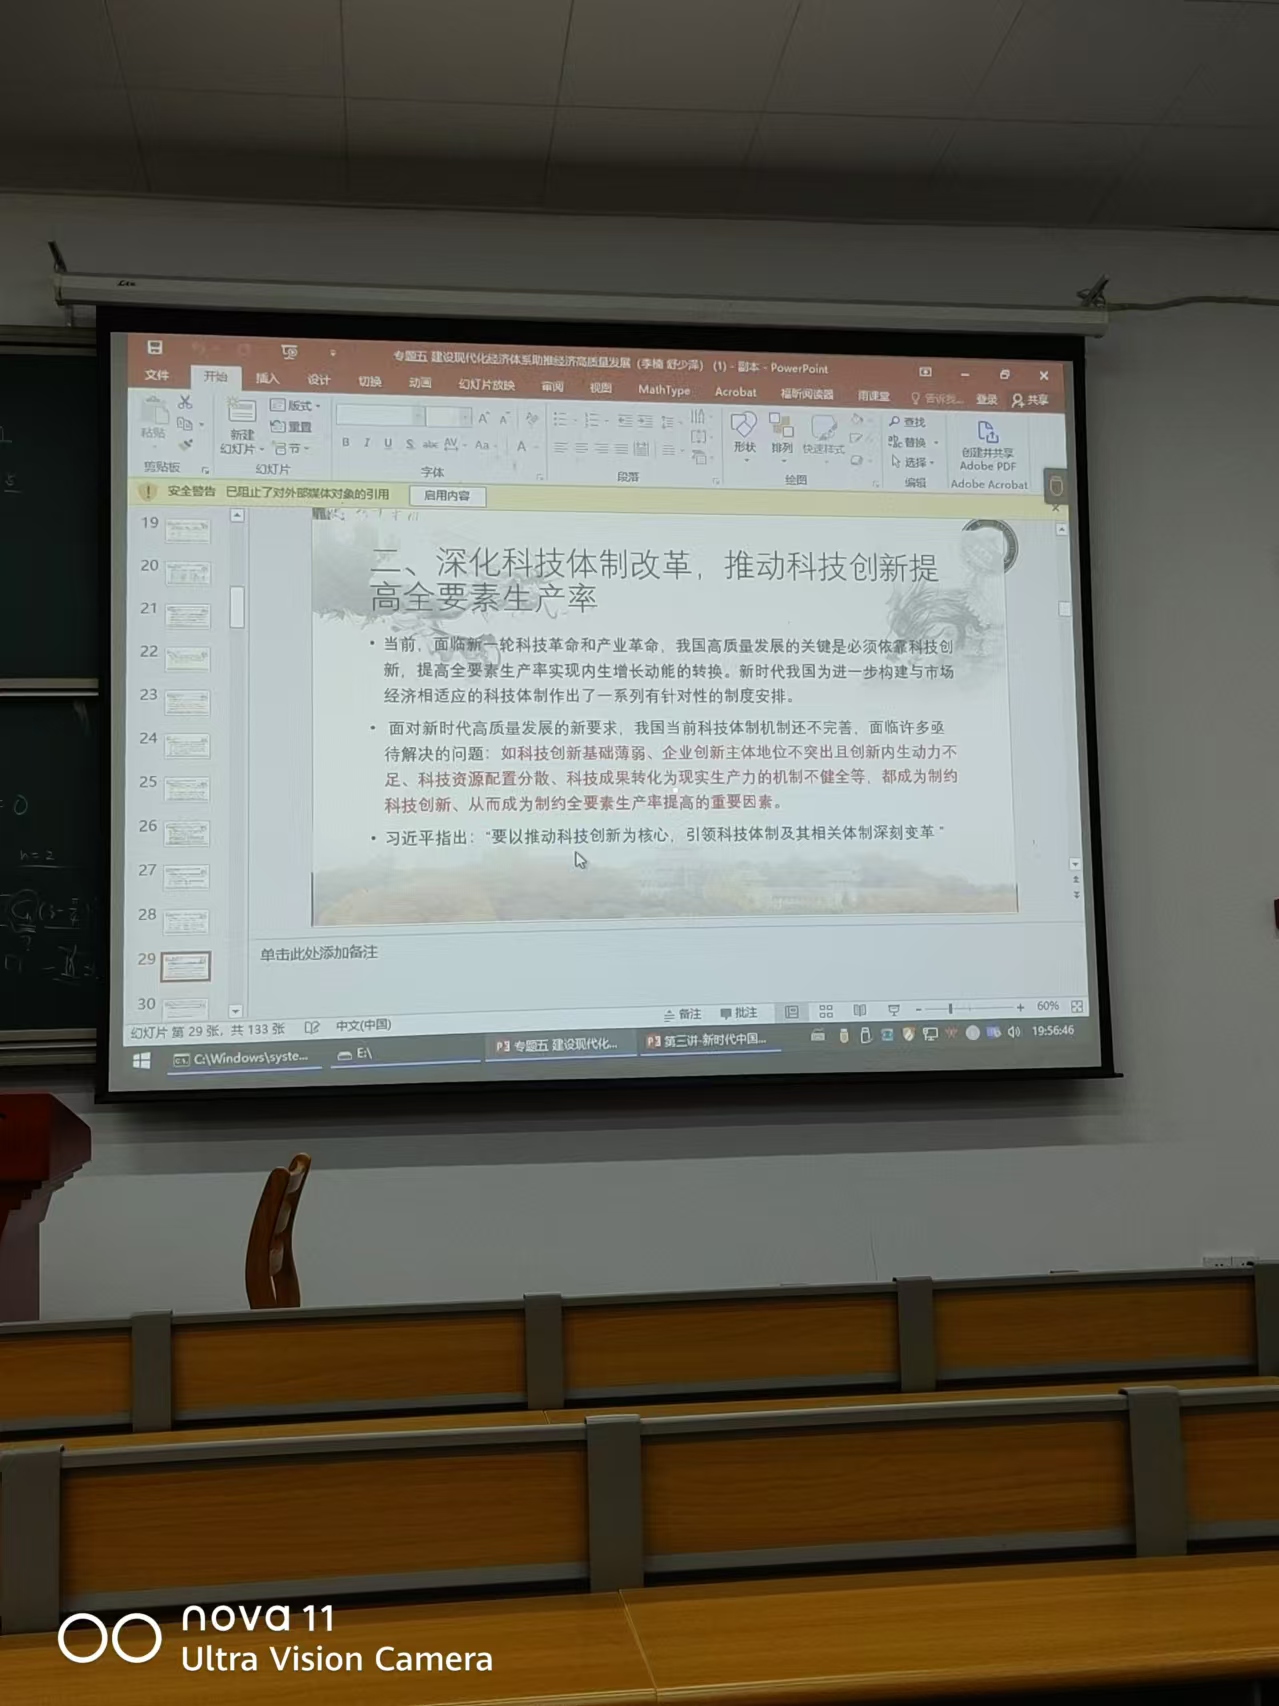 专题五 建设现代化经济体系助推经济高质量发展（李楠 舒少泽） (1) - 副本 - PowerPoint
文件 开始 插入 设计 切换 动画 幻灯片放映 审阅 视图 MathType Acrobat 福昕阅读器 雨课堂 告诉我... 登录 共享
粘贴
剪贴板
新建
幻灯片
版式
重置
节
幻灯片
B I U S abc AV Aa A
字体
段落
形状 排列 快速样式
绘图
查找
替换
选择
编辑
创建并共享
Adobe PDF
Adobe Acrobat
安全警告 已阻止了对外部媒体对象的引用 启用内容
19
20
21
22
23
24
25
26
27
28
29
30
二、深化科技体制改革，推动科技创新提
高全要素生产率
• 当前，面临新一轮科技革命和产业革命，我国高质量发展的关键是必须依靠科技创
新，提高全要素生产率实现内生增长动能的转换。新时代我国为进一步构建与市场
经济相适应的科技体制作出了一系列有针对性的制度安排。
• 面对新时代高质量发展的新要求，我国当前科技体制机制还不完善，面临许多亟
待解决的问题：如科技创新基础薄弱、企业创新主体地位不突出且创新内生动力不
足、科技资源配置分散、科技成果转化为现实生产力的机制不健全等，都成为制约
科技创新、从而成为制约全要素生产率提高的重要因素。
• 习近平指出：“要以推动科技创新为核心，引领科技体制及其相关体制深刻变革”
单击此处添加备注
幻灯片 第 29 张，共 133 张 中文(中国) 备注 批注 60%
C:\Windows\syste... E:\ 专题五 建设现代化... 第三讲-新时代中国... 19:56:46
= 0
n=2
nova 11
Ultra Vision Camera